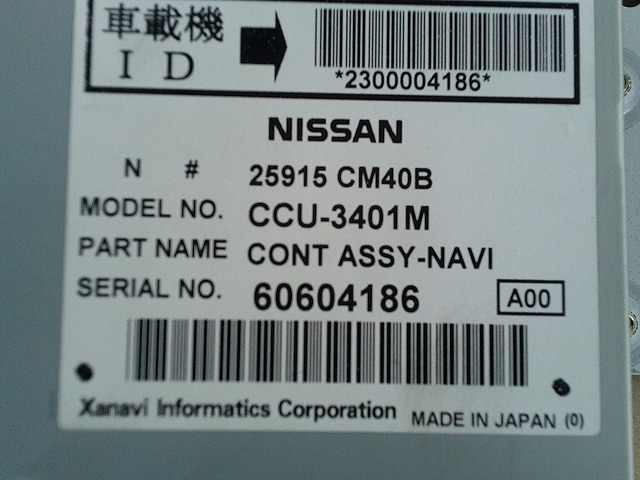 車載機
ID
*2300004186*
NISSAN
N # 25915 CM40B
MODEL NO. CCU-3401M
PART NAME CONT ASSY-NAVI
SERIAL NO. 60604186 A00
Xanavi Informatics Corporation MADE IN JAPAN (0)